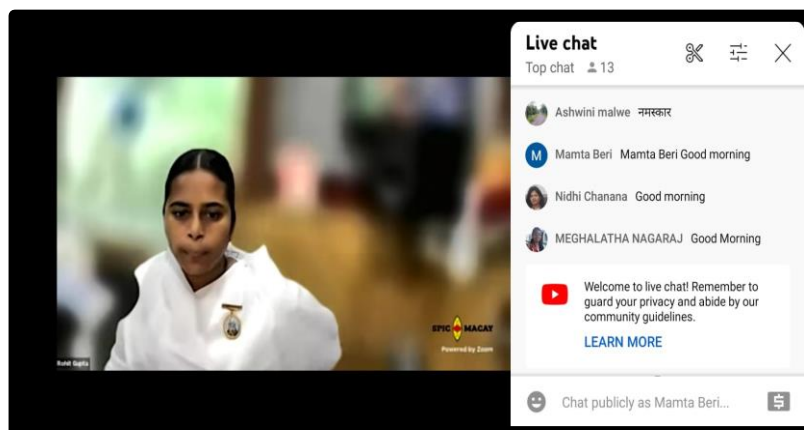 Rohit Gupta
SPIC MACAY
Powered by Zoom
Live chat
Top chat 13
Ashwini malwe नमस्कार
M Mamta Beri Mamta Beri Good morning
Nidhi Chanana Good morning
MEGHALATHA NAGARAJ Good Morning
Welcome to live chat! Remember to
guard your privacy and abide by our
community guidelines.
LEARN MORE
Chat publicly as Mamta Beri...
$